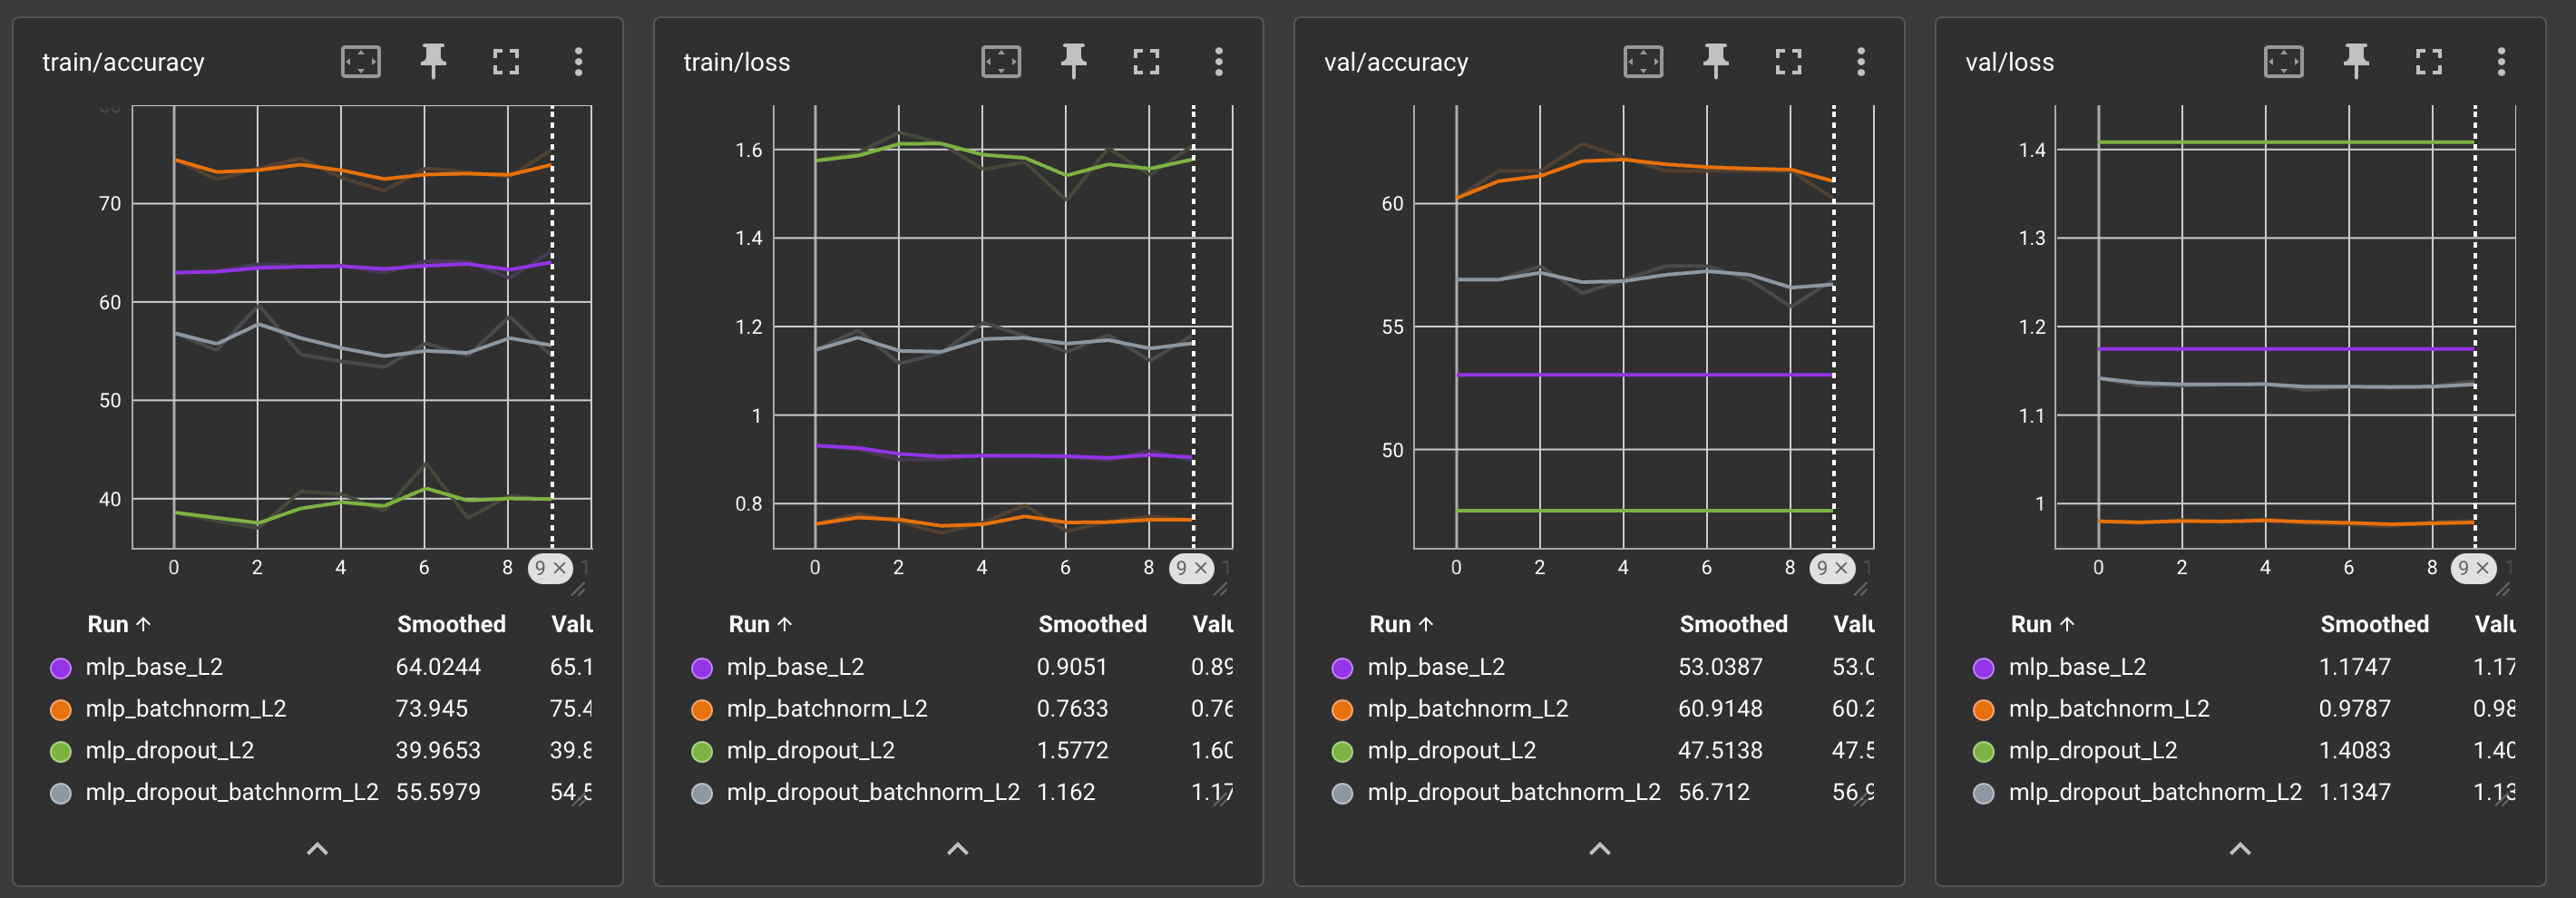 train/accuracy
80
70
60
50
40
0 2 4 6 8 9 × 1
Run ↑ Smoothed Valu
mlp_base_L2 64.0244 65.1
mlp_batchnorm_L2 73.945 75.4
mlp_dropout_L2 39.9653 39.8
mlp_dropout_batchnorm_L2 55.5979 54.5
train/loss
1.6
1.4
1.2
1
0.8
0 2 4 6 8 9 × 1
Run ↑ Smoothed Valu
mlp_base_L2 0.9051 0.89
mlp_batchnorm_L2 0.7633 0.76
mlp_dropout_L2 1.5772 1.60
mlp_dropout_batchnorm_L2 1.162 1.17
val/accuracy
60
55
50
0 2 4 6 8 9 × 1
Run ↑ Smoothed Valu
mlp_base_L2 53.0387 53.0
mlp_batchnorm_L2 60.9148 60.2
mlp_dropout_L2 47.5138 47.5
mlp_dropout_batchnorm_L2 56.712 56.9
val/loss
1.4
1.3
1.2
1.1
1
0 2 4 6 8 9 × 1
Run ↑ Smoothed Valu
mlp_base_L2 1.1747 1.17
mlp_batchnorm_L2 0.9787 0.98
mlp_dropout_L2 1.4083 1.40
mlp_dropout_batchnorm_L2 1.1347 1.13